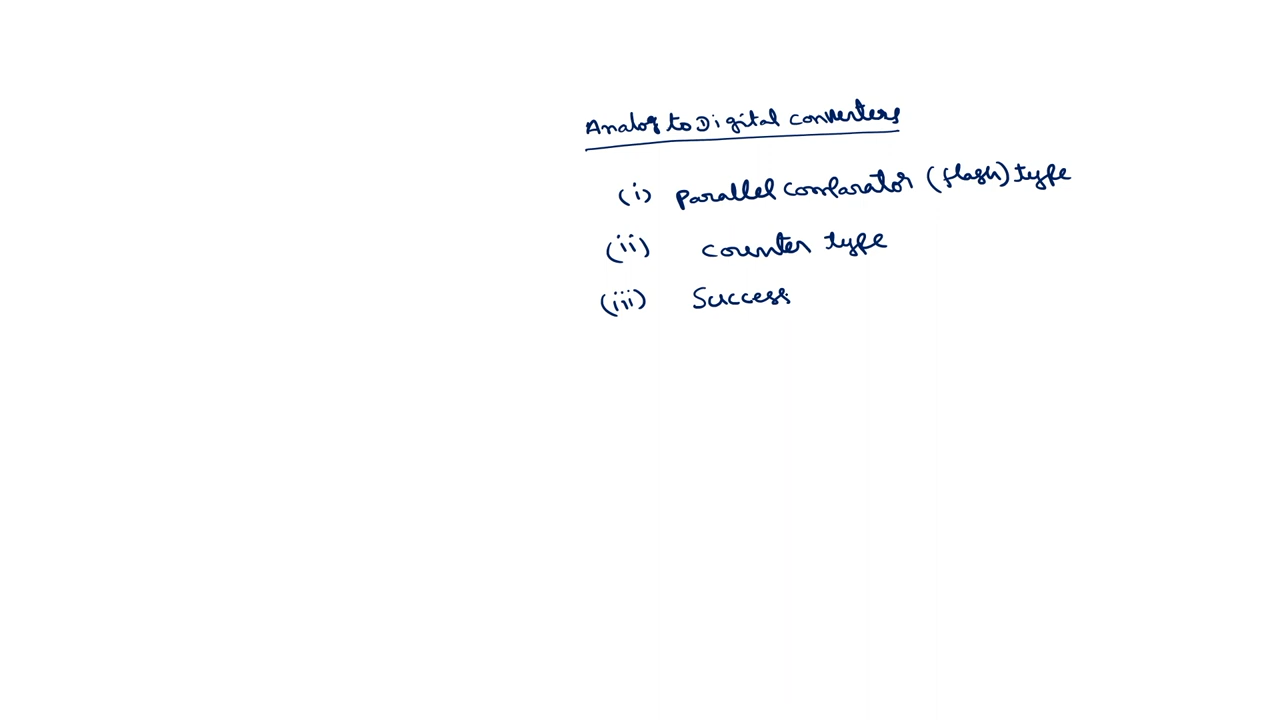 Analog to Digital converters
(i) parallel comparator (flash) type
(ii) counter type
(iii) Success